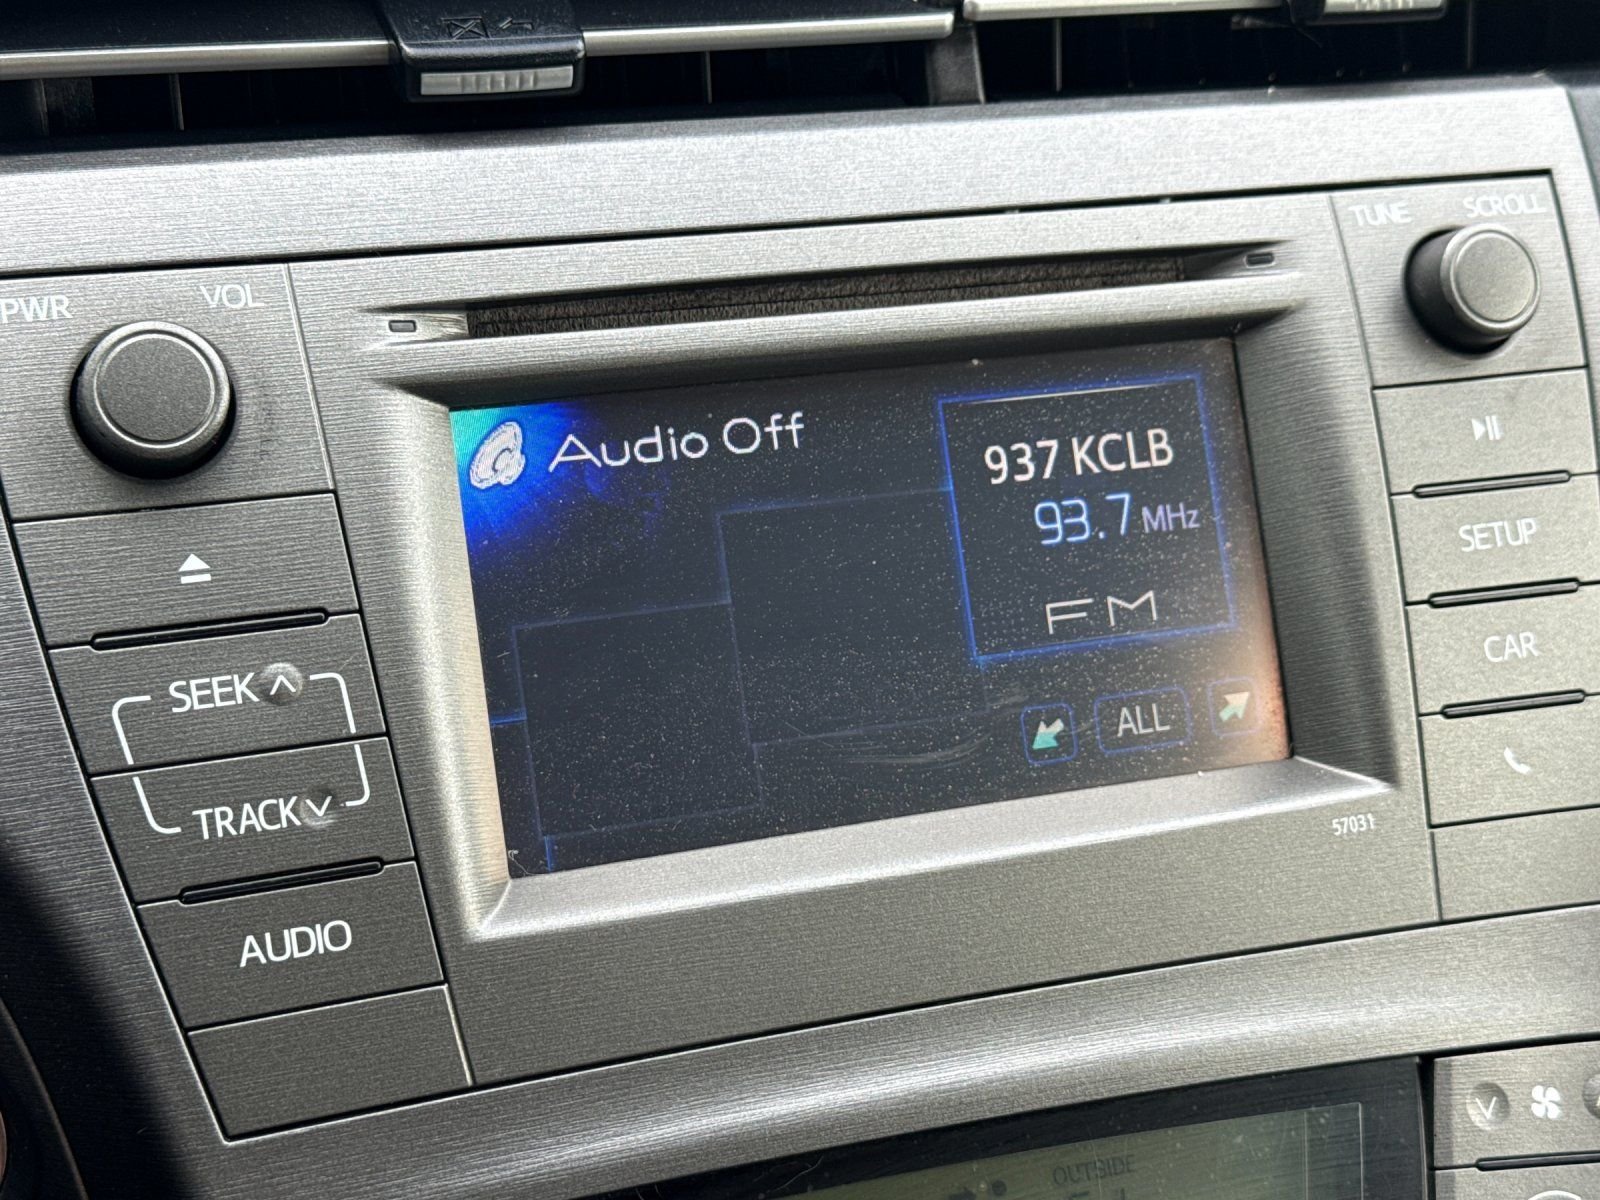 PWR VOL
TUNE SCROLL
Audio Off
937 KCLB
93.7 MHz
FM
ALL
SEEK
TRACK
AUDIO
SETUP
CAR
57031
OUTSIDE